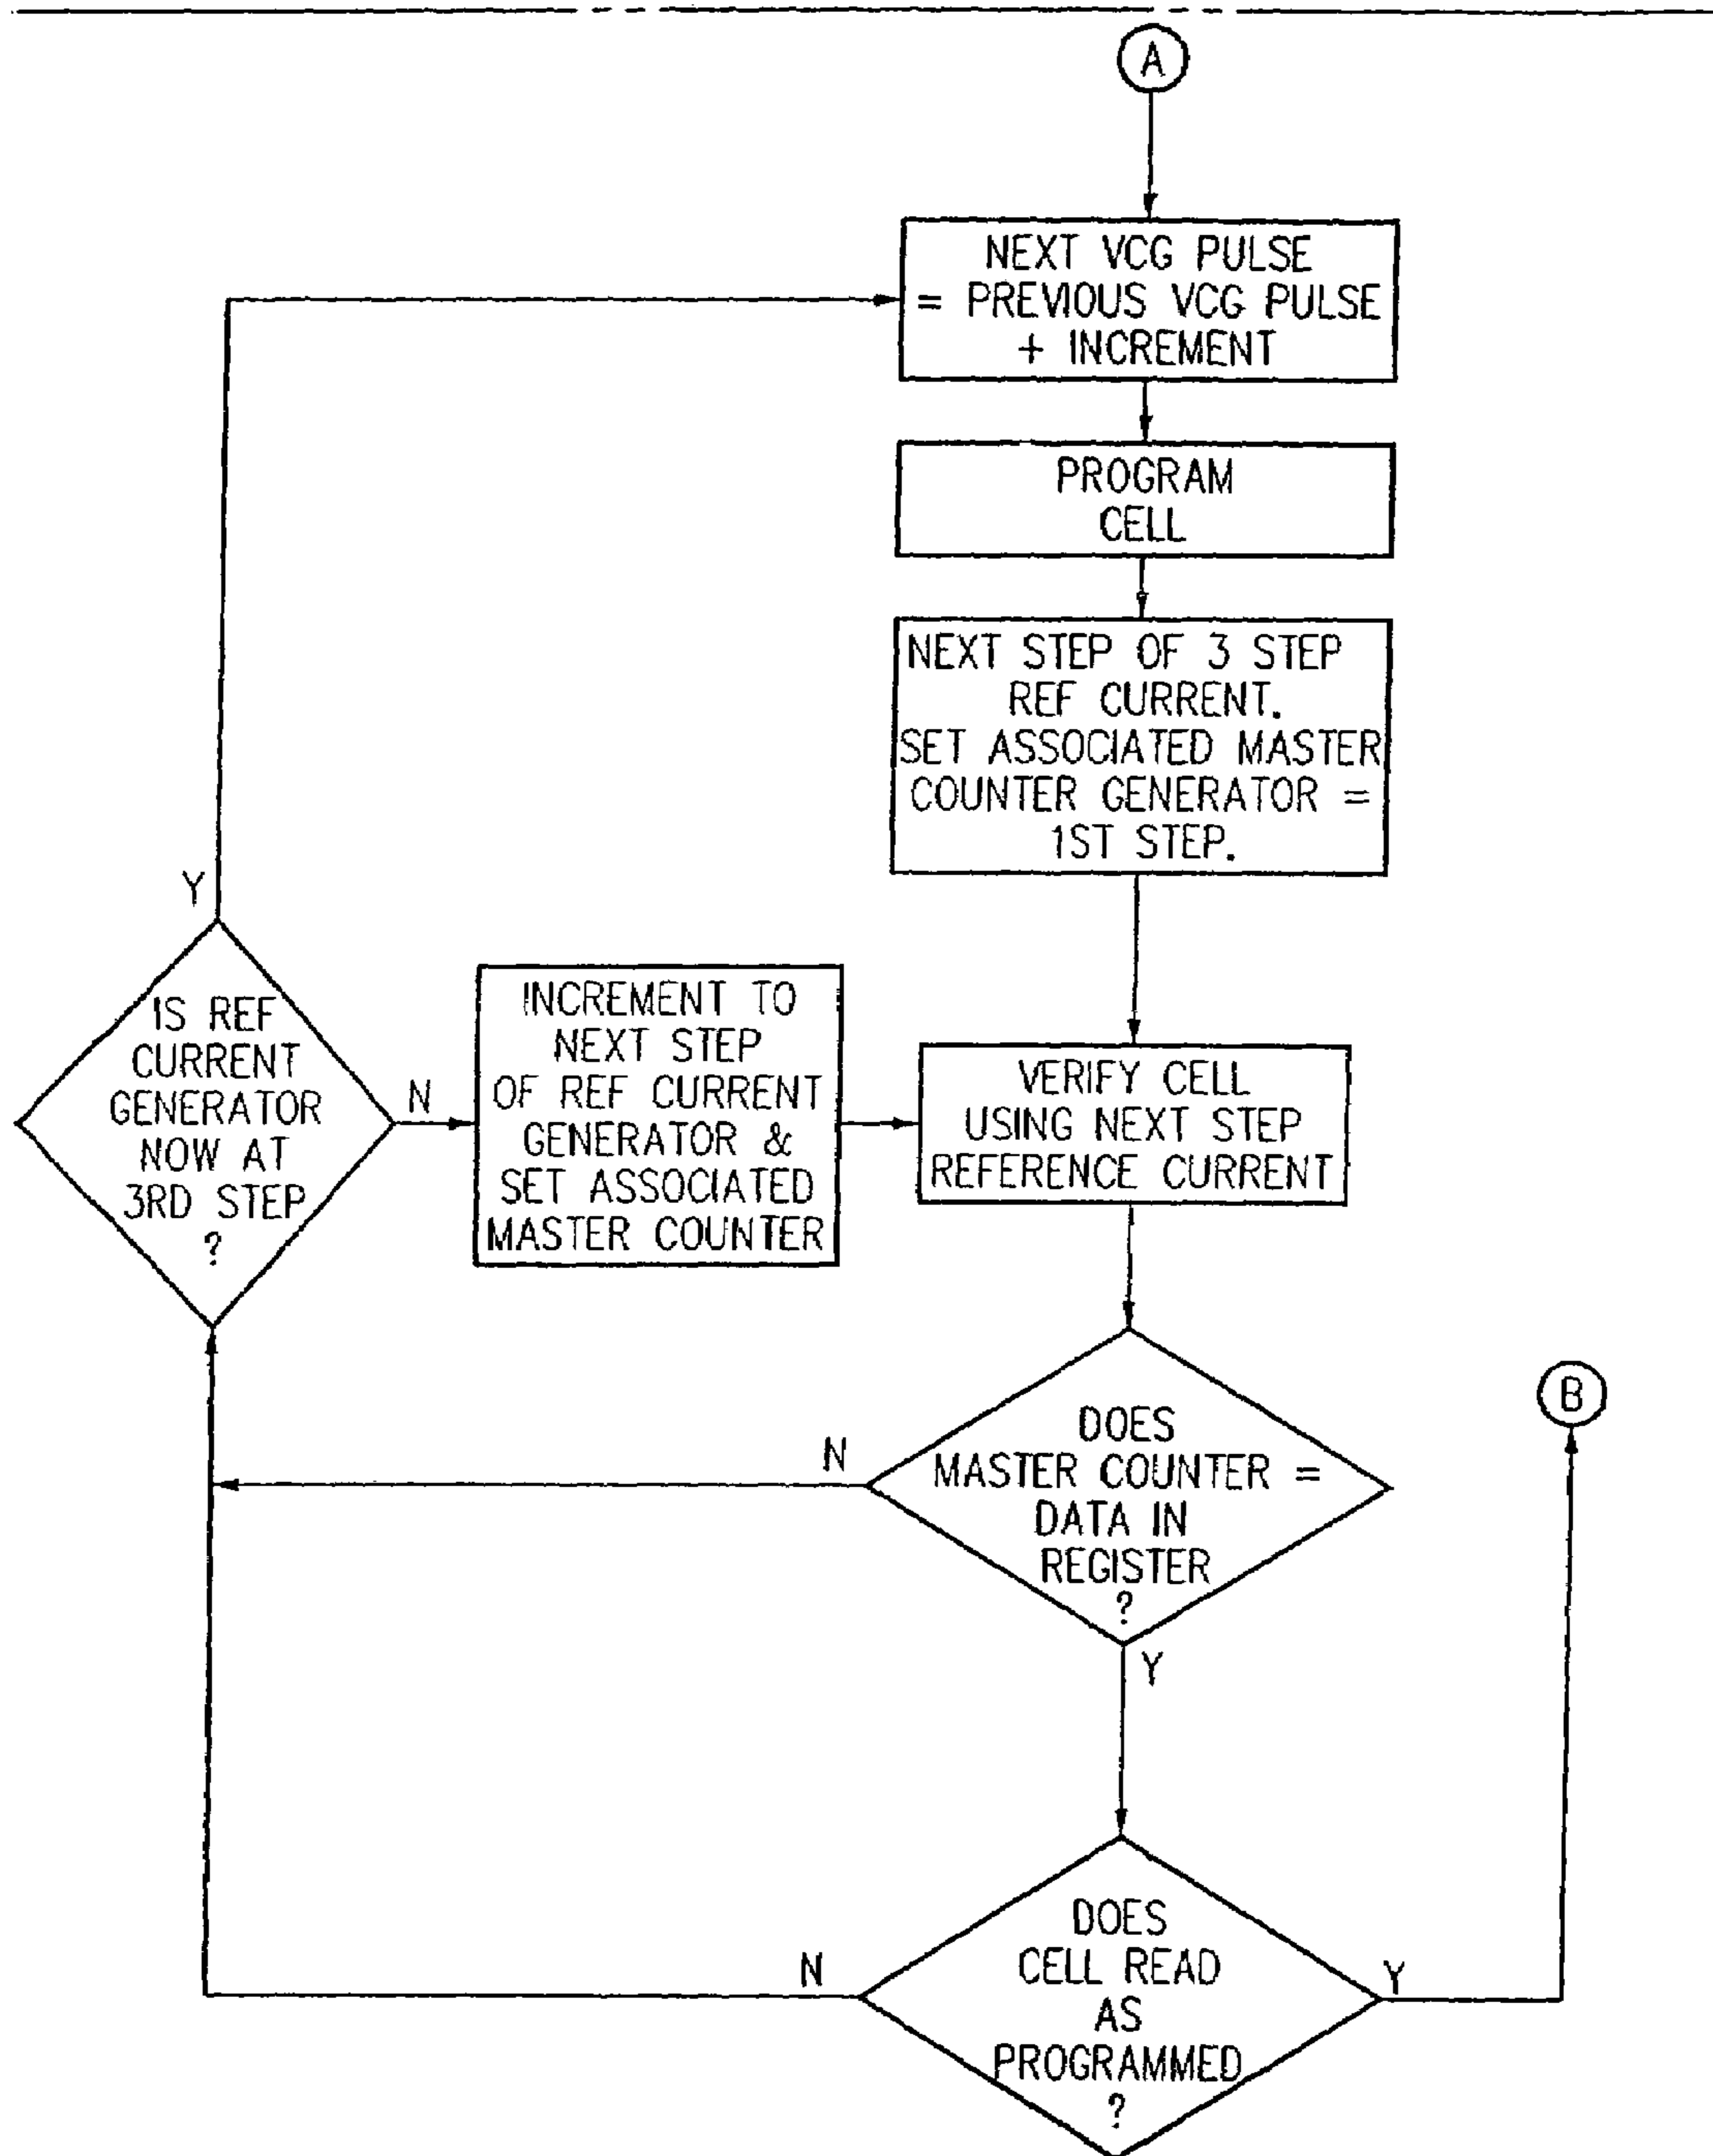 A
NEXT VCG PULSE
= PREVIOUS VCG PULSE
+ INCREMENT
PROGRAM
CELL
NEXT STEP OF 3 STEP
REF CURRENT.
SET ASSOCIATED MASTER
COUNTER GENERATOR =
1ST STEP.
Y
IS REF
CURRENT
GENERATOR
NOW AT
3RD STEP
?
N
INCREMENT TO
NEXT STEP
OF REF CURRENT
GENERATOR &
SET ASSOCIATED
MASTER COUNTER
VERIFY CELL
USING NEXT STEP
REFERENCE CURRENT
B
N
DOES
MASTER COUNTER =
DATA IN
REGISTER
?
Y
N
DOES
CELL READ
AS
PROGRAMMED
?
Y